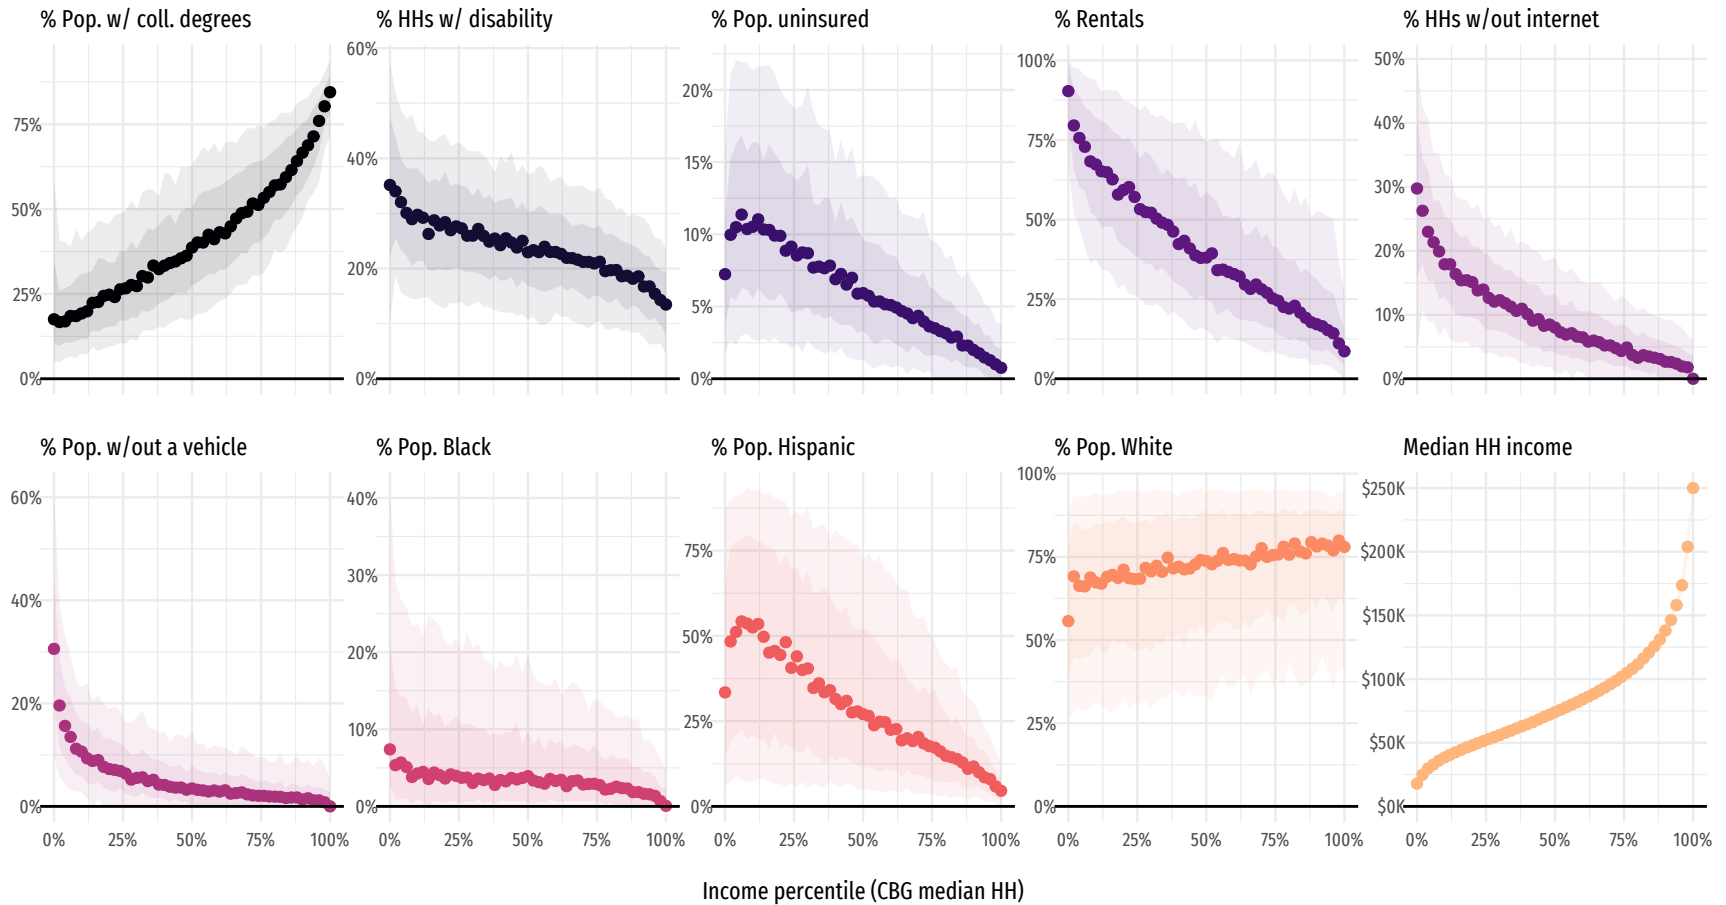 % Pop. w/ coll. degrees
% HHs w/ disability
% Pop. uninsured
% Rentals
% HHs w/out internet
75%
50%
25%
0%
60%
40%
20%
0%
20%
15%
10%
5%
0%
100%
75%
50%
25%
0%
50%
40%
30%
20%
10%
0%
% Pop. w/out a vehicle
% Pop. Black
% Pop. Hispanic
% Pop. White
Median HH income
60%
40%
20%
0%
0% 25% 50% 75% 100%
40%
30%
20%
10%
0%
0% 25% 50% 75% 100%
75%
50%
25%
0%
0% 25% 50% 75% 100%
100%
75%
50%
25%
0%
0% 25% 50% 75% 100%
$250K
$200K
$150K
$100K
$50K
$0K
0% 25% 50% 75% 100%
Income percentile (CBG median HH)